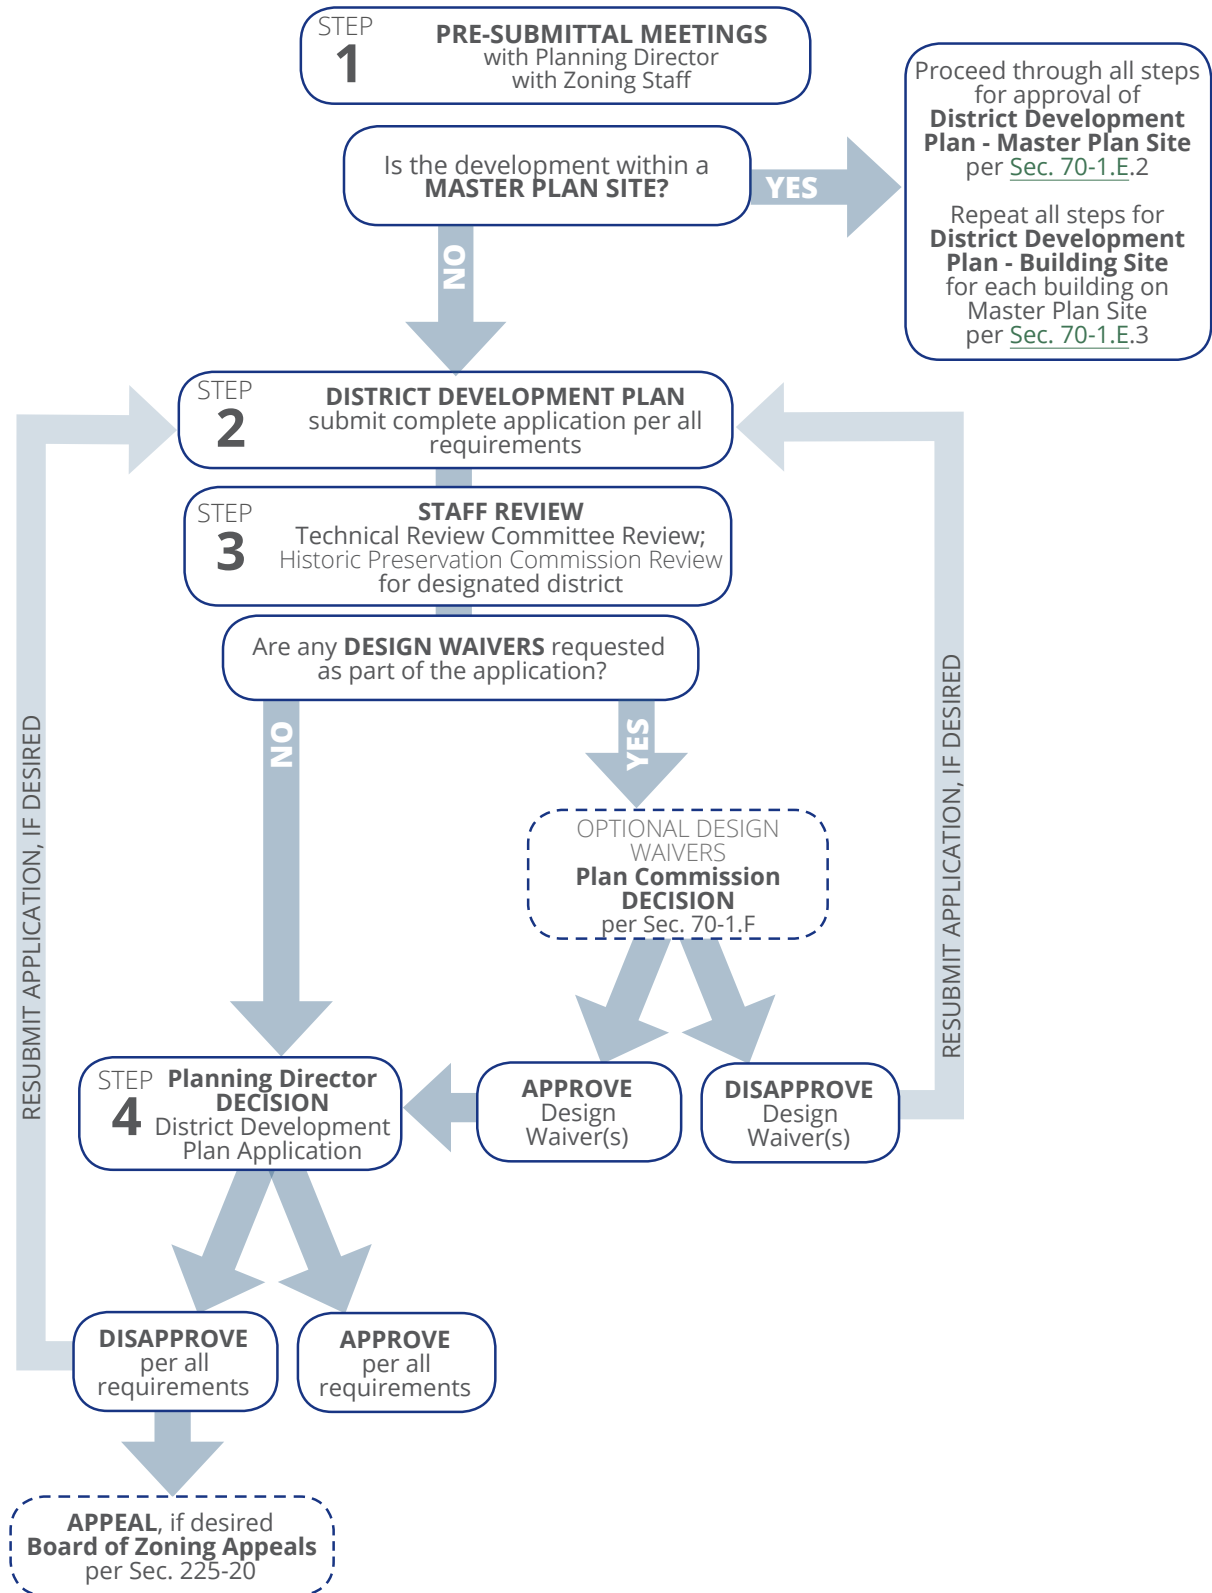 STEP
1
PRE-SUBMITTAL MEETINGS
with Planning Director
with Zoning Staff
Proceed through all steps
for approval of
District Development
Plan - Master Plan Site
per Sec. 70-1.E.2
Repeat all steps for
District Development
Plan - Building Site
for each building on
Master Plan Site
per Sec. 70-1.E.3
Is the development within a
MASTER PLAN SITE?
YES
NO
STEP
2
DISTRICT DEVELOPMENT PLAN
submit complete application per all
requirements
STEP
3
STAFF REVIEW
Technical Review Committee Review;
Historic Preservation Commission Review
for designated district
Are any DESIGN WAIVERS requested
as part of the application?
NO
YES
OPTIONAL DESIGN
WAIVERS
Plan Commission
DECISION
per Sec. 70-1.F
RESUBMIT APPLICATION, IF DESIRED
RESUBMIT APPLICATION, IF DESIRED
STEP
4
Planning Director
DECISION
District Development
Plan Application
APPROVE
Design
Waiver(s)
DISAPPROVE
Design
Waiver(s)
DISAPPROVE
per all
requirements
APPROVE
per all
requirements
APPEAL, if desired
Board of Zoning Appeals
per Sec. 225-20